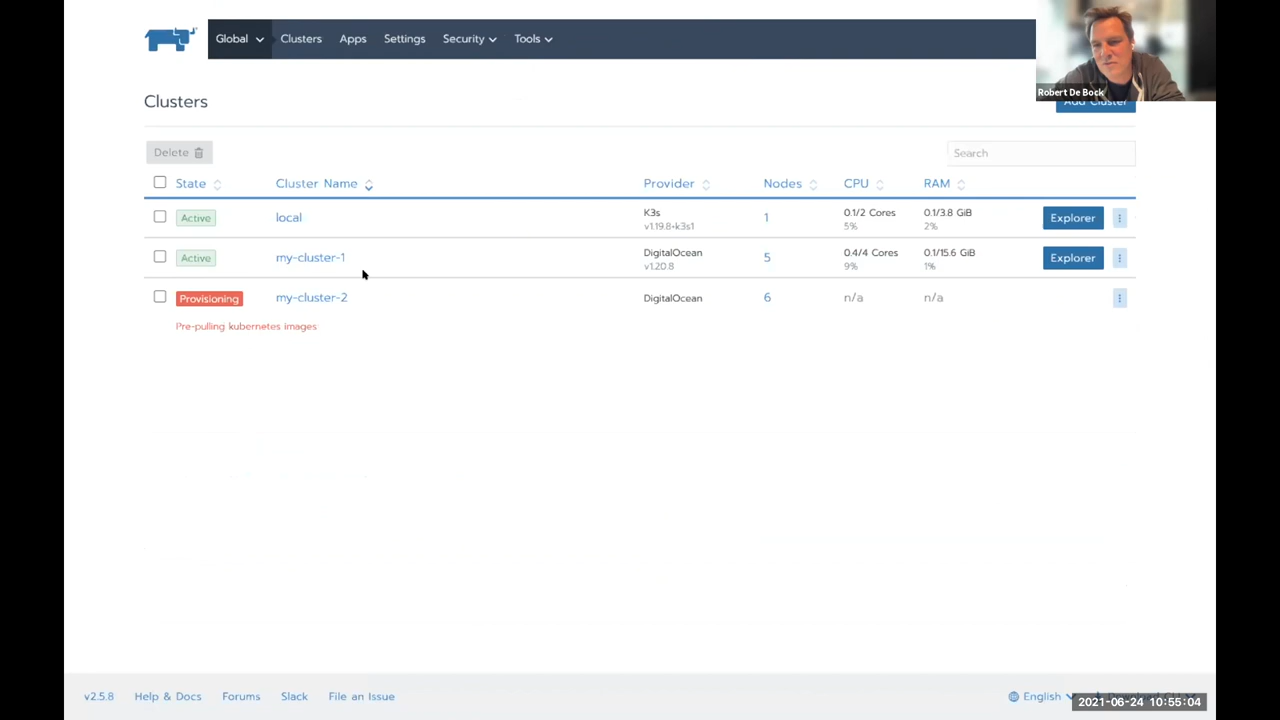 Global Clusters Apps Settings Security Tools
Robert De Bock
Clusters
Add Cluster
Delete
Search
State Cluster Name Provider Nodes CPU RAM
Active local K3s 1 0.1/2 Cores 0.1/3.8 GiB Explorer
v1.19.8+k3s1 5% 2%
Active my-cluster-1 DigitalOcean 5 0.4/4 Cores 0.1/15.6 GiB Explorer
v1.20.8 9% 1%
Provisioning my-cluster-2 DigitalOcean 6 n/a n/a
Pre-pulling kubernetes images
v2.5.8 Help & Docs Forums Slack File an Issue English
2021-06-24 10:55:04